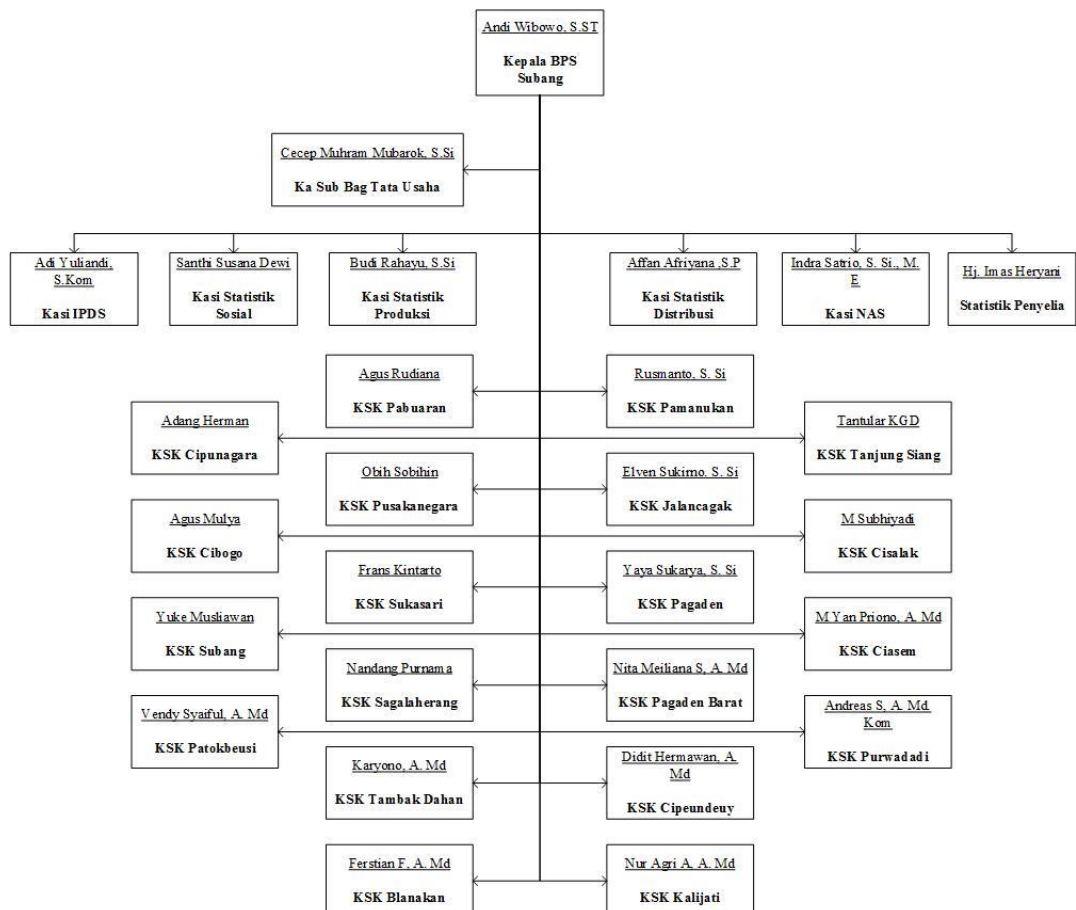 Andi Wibowo, S.ST
Kepala BPS
Subang
Cecep Muhram Mubarok, S.Si
Ka Sub Bag Tata Usaha
Adi Yuliandi,
S.Kom
Kasi IPDS
Santhi Susana Dewi
Kasi Statistik
Sosial
Budi Rahayu, S.Si
Kasi Statistik
Produksi
Affan Afriyana ,S.P
Kasi Statistik
Distribusi
Indra Satrio, S. Si., M.
E
Kasi NAS
Hj. Imas Heryani
Statistik Penyelia
Agus Rudiana
KSK Pabuaran
Rusmanto, S. Si
KSK Pamanukan
Adang Herman
KSK Cipunagara
Tantular KGD
KSK Tanjung Siang
Obih Sobihin
KSK Pusakanegara
Elven Sukirno, S. Si
KSK Jalancagak
Agus Mulya
KSK Cibogo
M Subhiyadi
KSK Cisalak
Frans Kintarto
KSK Sukasari
Yaya Sukarya, S. Si
KSK Pagaden
Yuke Musliawan
KSK Subang
M Yan Priono, A. Md
KSK Ciasem
Nandang Purnama
KSK Sagalaherang
Nita Meiliana S, A. Md
KSK Pagaden Barat
Vendy Syaiful, A. Md
KSK Patokbeusi
Andreas S, A. Md.
Kom
KSK Purwadadi
Karyono, A. Md
KSK Tambak Dahan
Didit Hermawan, A.
Md
KSK Cipeundeuy
Ferstian F, A. Md
KSK Blanakan
Nur Agri A, A. Md
KSK Kalijati